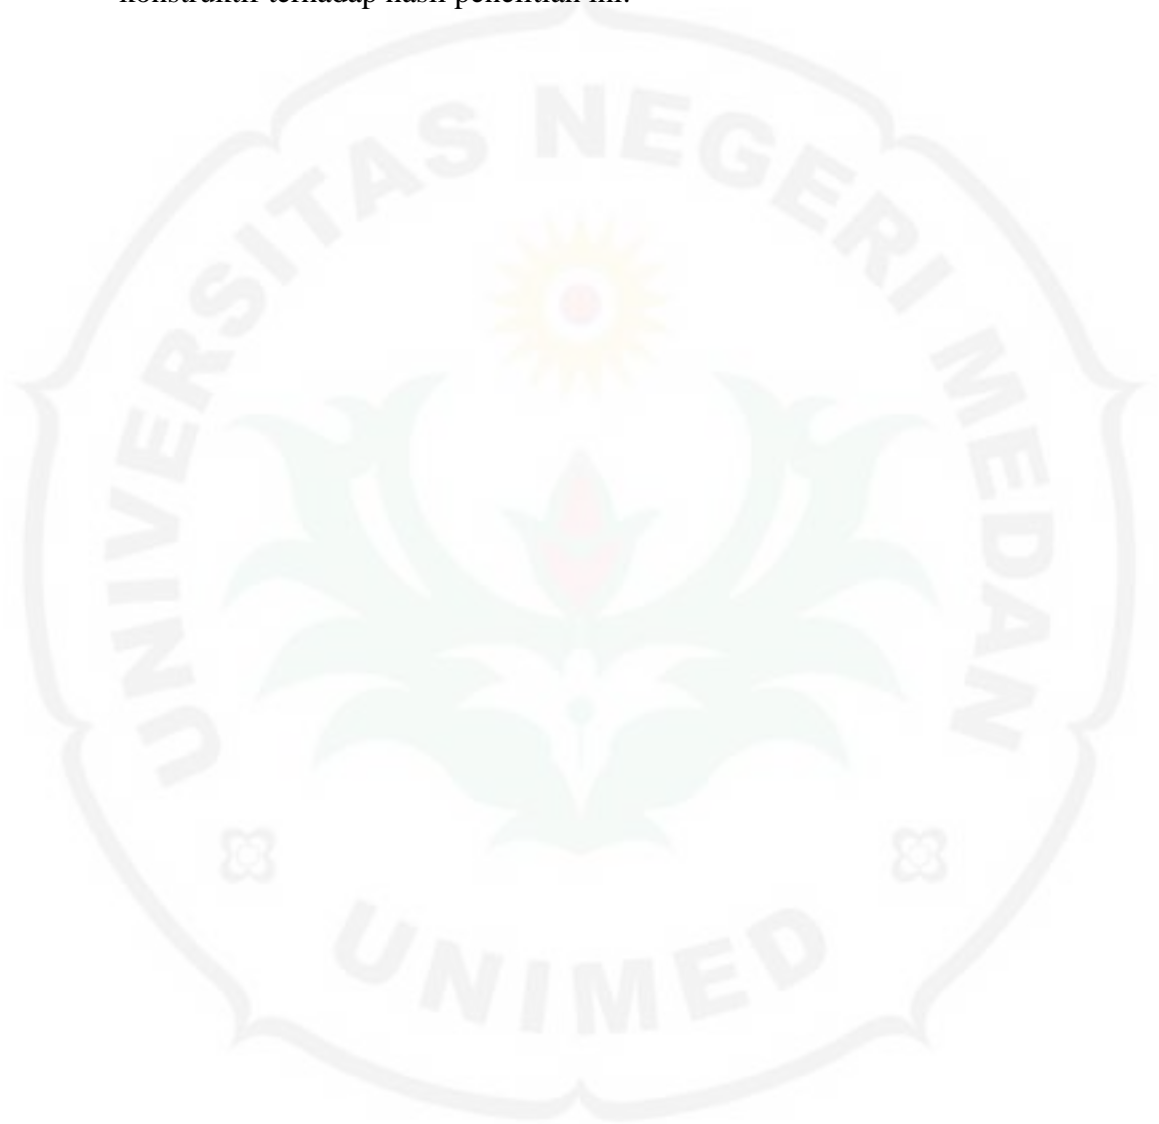 konstruktif terhadap hasil penelitian ini.
UNIVERSITAS NEGERI MEDAN
UNIMED